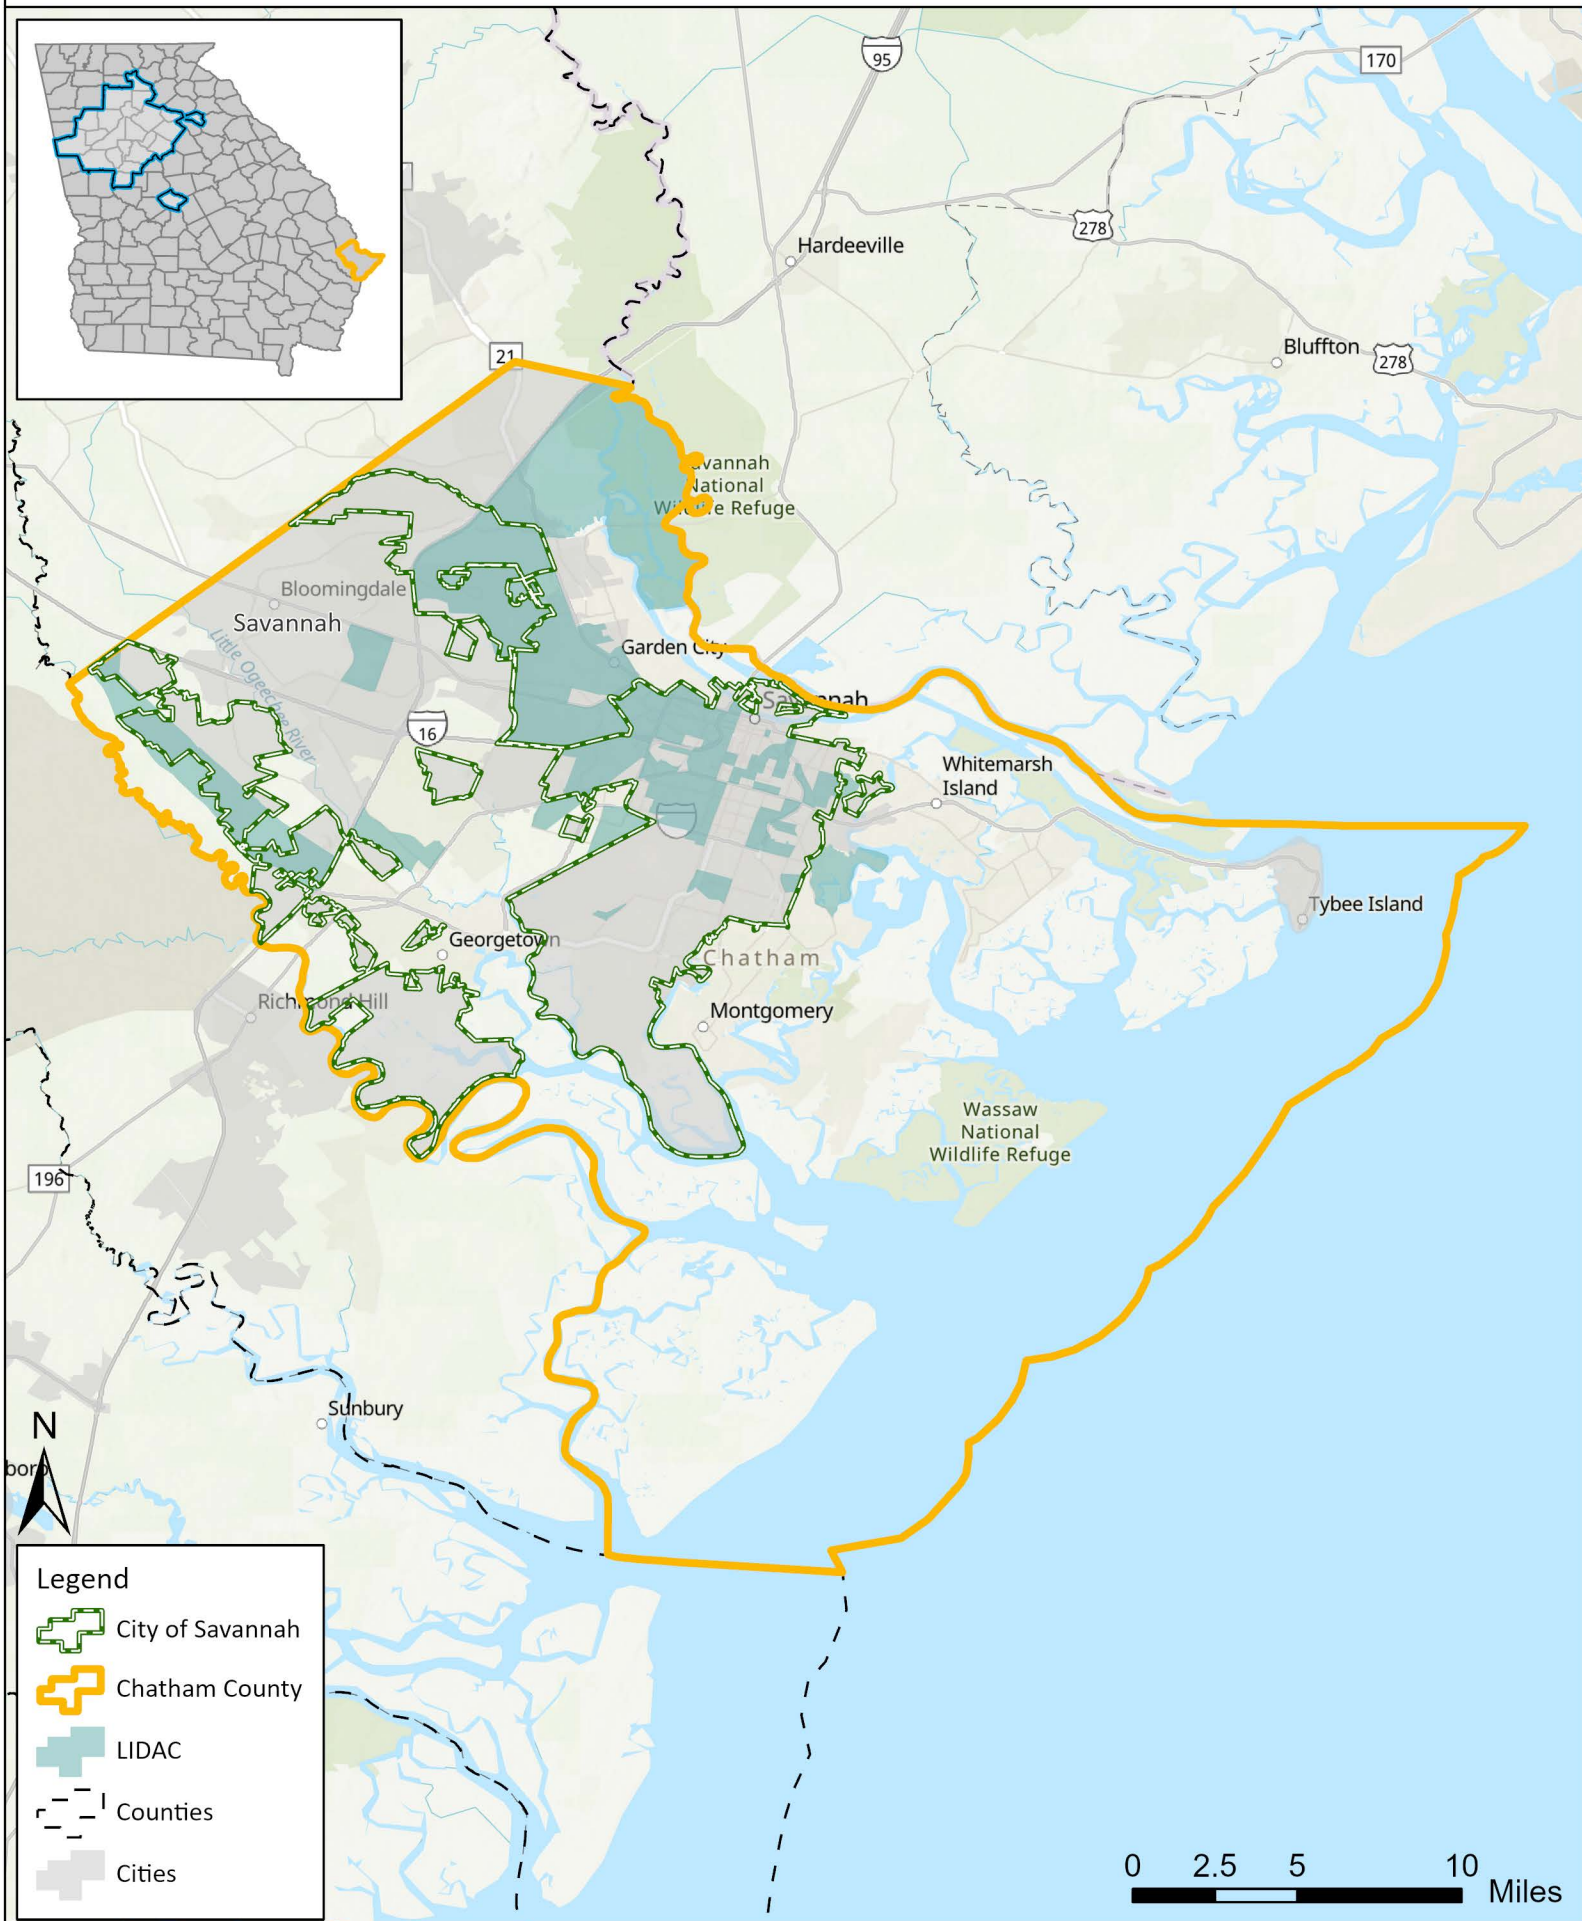 95
170
278
Hardeeville
Bluffton
278
21
avannah
National
Wildlife Refuge
Bloomingdale
Savannah
Little Ogeechee River
Garden City
Savannah
16
Whitemarsh
Island
Tybee Island
Georgetown
Chatham
Richmond Hill
Montgomery
Wassaw
National
Wildlife Refuge
196
Sunbury
N
boro
Legend
City of Savannah
Chatham County
LIDAC
Counties
Cities
0 2.5 5 10
Miles